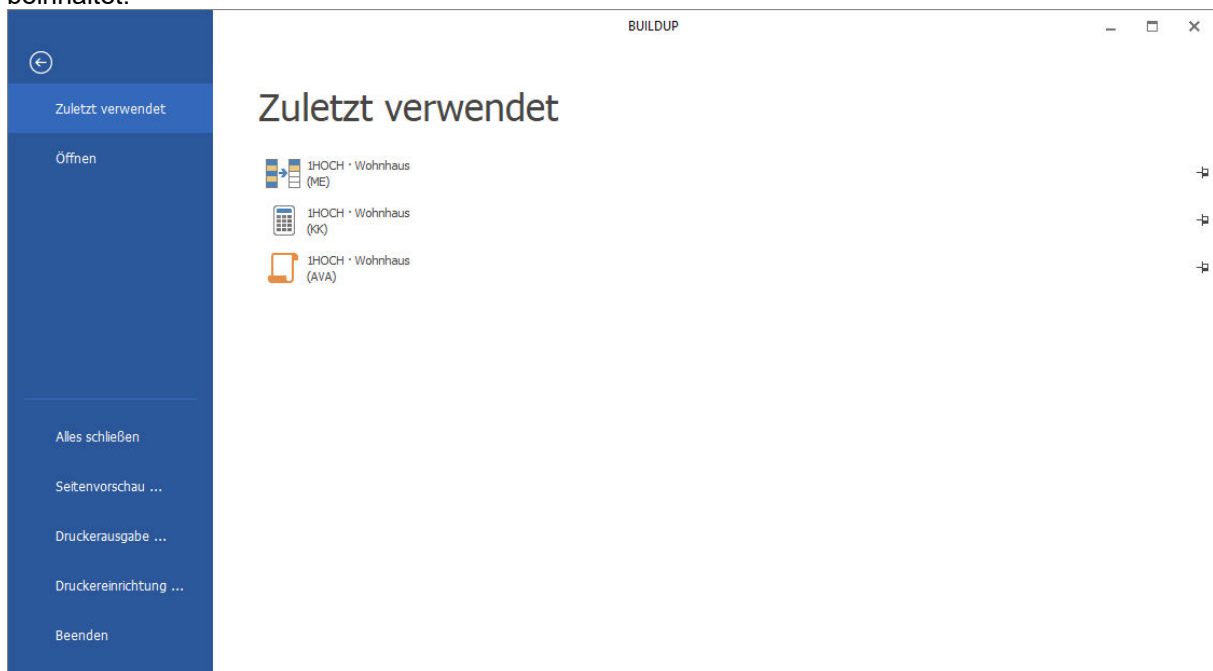 beinhaltet.
BUILDUP
Zuletzt verwendet
Öffnen
Alles schließen
Seitenvorschau ...
Druckerausgabe ...
Druckereinrichtung ...
Beenden
Zuletzt verwendet
1HOCH · Wohnhaus
(ME)
1HOCH · Wohnhaus
(KK)
1HOCH · Wohnhaus
(AVA)